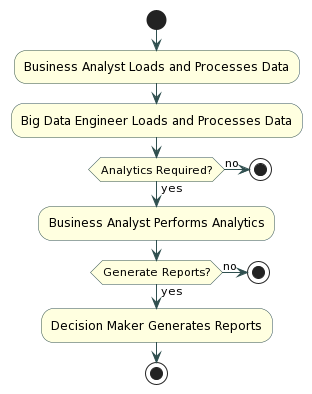 Business Analyst Loads and Processes Data
Big Data Engineer Loads and Processes Data
Analytics Required?
no
yes
Business Analyst Performs Analytics
Generate Reports?
no
yes
Decision Maker Generates Reports